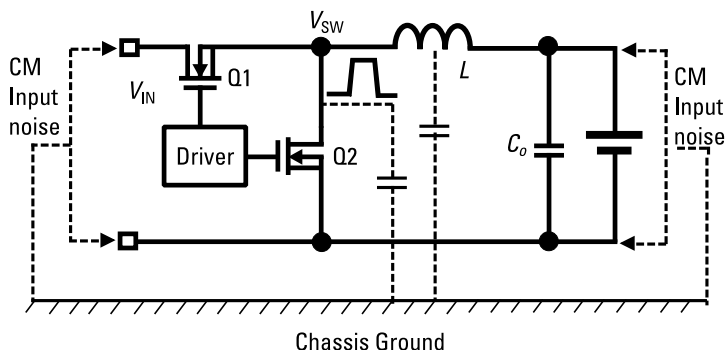 V_SW
CM
Input
noise
V_IN
Q1
L
Driver
Q2
C_o
CM
Input
noise
Chassis Ground